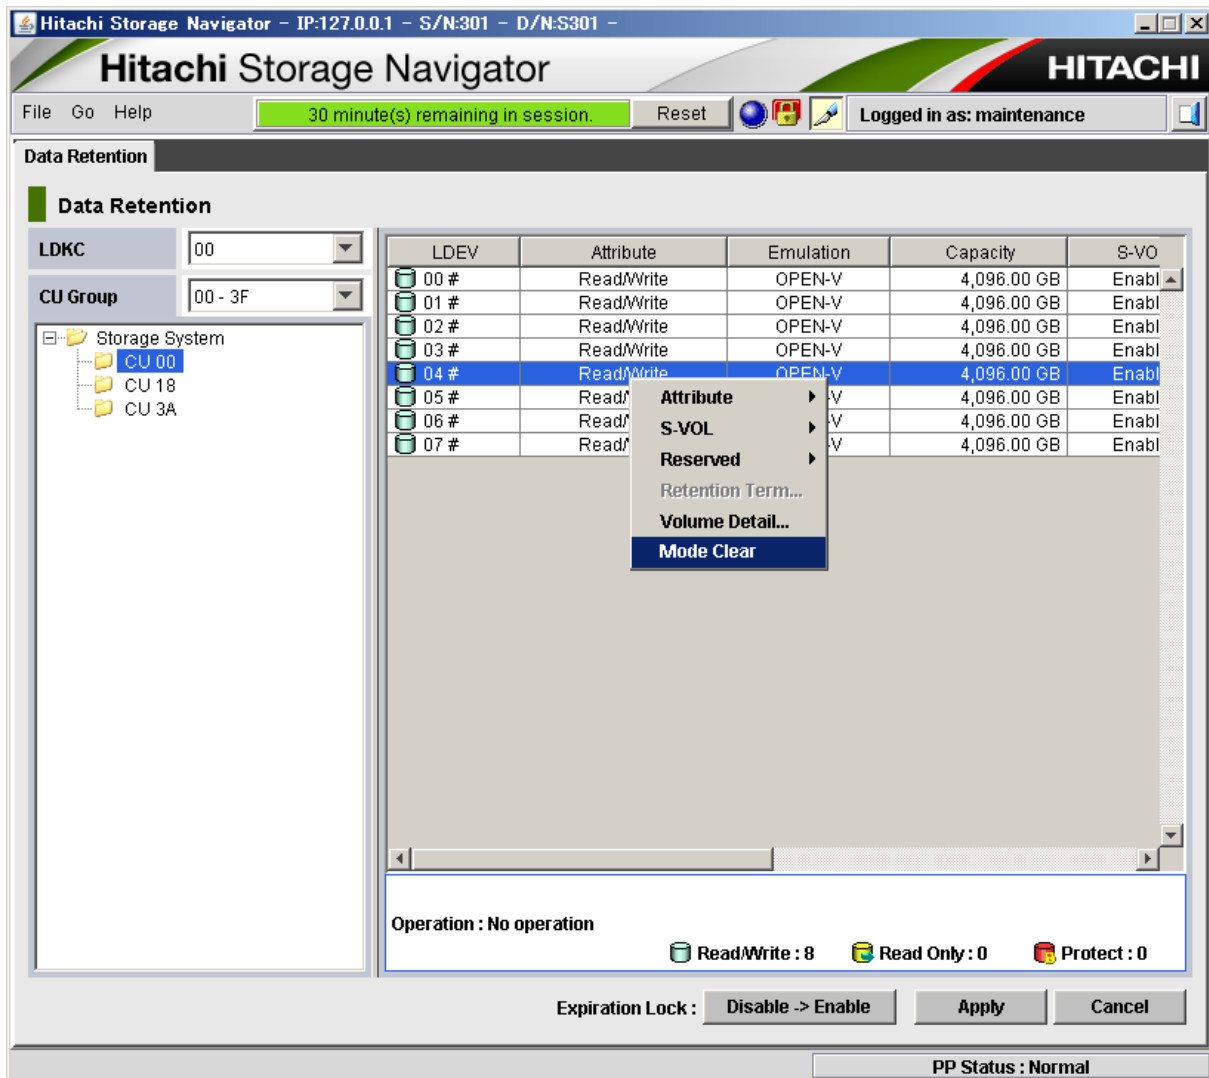 Hitachi Storage Navigator - IP:127.0.0.1 - S/N:301 - D/N:S301 -
Hitachi Storage Navigator
HITACHI
File Go Help
30 minute(s) remaining in session.
Reset
Logged in as: maintenance
Data Retention
Data Retention
LDKC 00
CU Group 00 - 3F
Storage System
CU 00
CU 18
CU 3A
LDEV Attribute Emulation Capacity S-VO
00 # Read/Write OPEN-V 4,096.00 GB Enabl
01 # Read/Write OPEN-V 4,096.00 GB Enabl
02 # Read/Write OPEN-V 4,096.00 GB Enabl
03 # Read/Write OPEN-V 4,096.00 GB Enabl
04 # Read/Write OPEN-V 4,096.00 GB Enabl
05 # Read/ -V 4,096.00 GB Enabl
06 # Read/ -V 4,096.00 GB Enabl
07 # Read/ -V 4,096.00 GB Enabl
Attribute
S-VOL
Reserved
Retention Term...
Volume Detail...
Mode Clear
Operation : No operation
Read/Write : 8 Read Only : 0 Protect : 0
Expiration Lock : Disable -> Enable Apply Cancel
PP Status : Normal